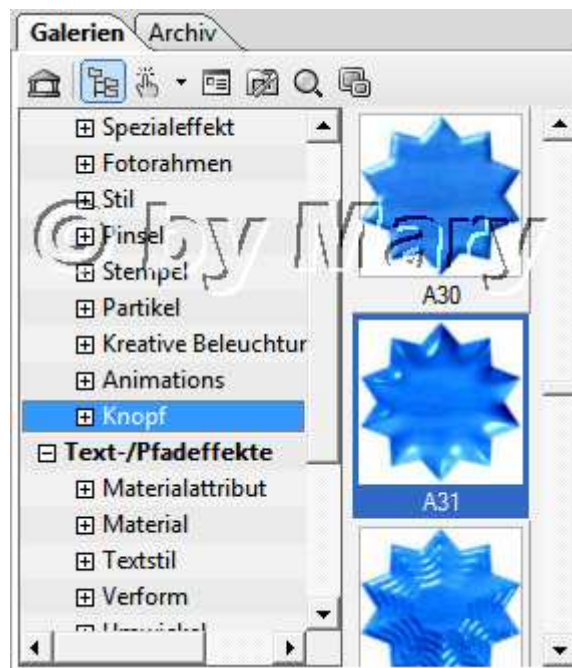 Galerien Archiv
Spezialeffekt
Fotorahmen
Stil
Pinsel
Stempel
Partikel
Kreative Beleuchtur
Animations
Knopf
Text-/Pfadeffekte
Materialattribut
Material
Textstil
Verform
A30
A31
© by Mary